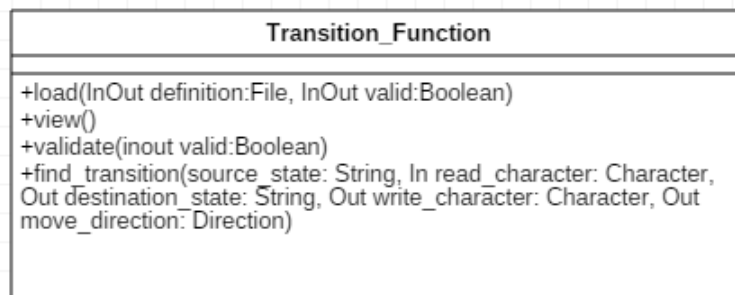 Transition_Function
+load(InOut definition:File, InOut valid:Boolean)
+view()
+validate(inout valid:Boolean)
+find_transition(source_state: String, In read_character: Character,
Out destination_state: String, Out write_character: Character, Out
move_direction: Direction)